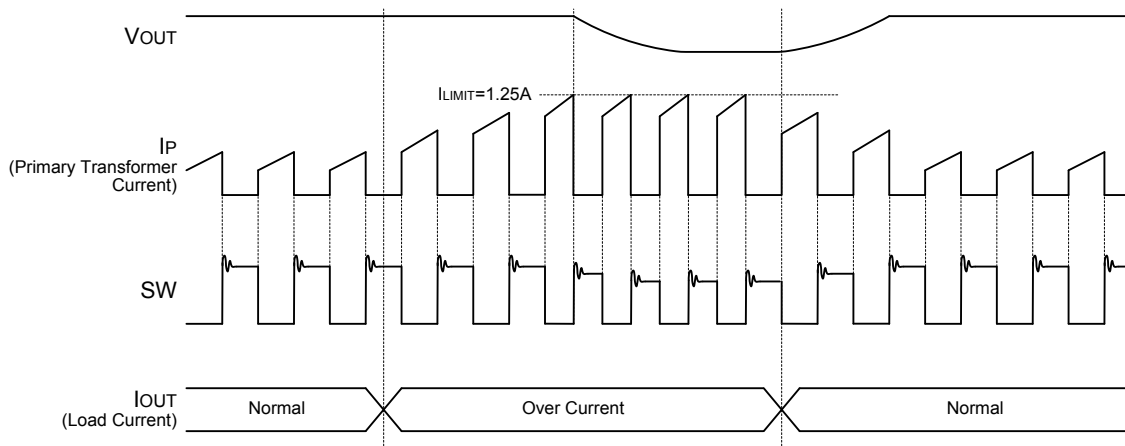 VOUT
ILIMIT=1.25A
IP
(Primary Transformer
Current)
SW
IOUT
(Load Current)
Normal
Over Current
Normal